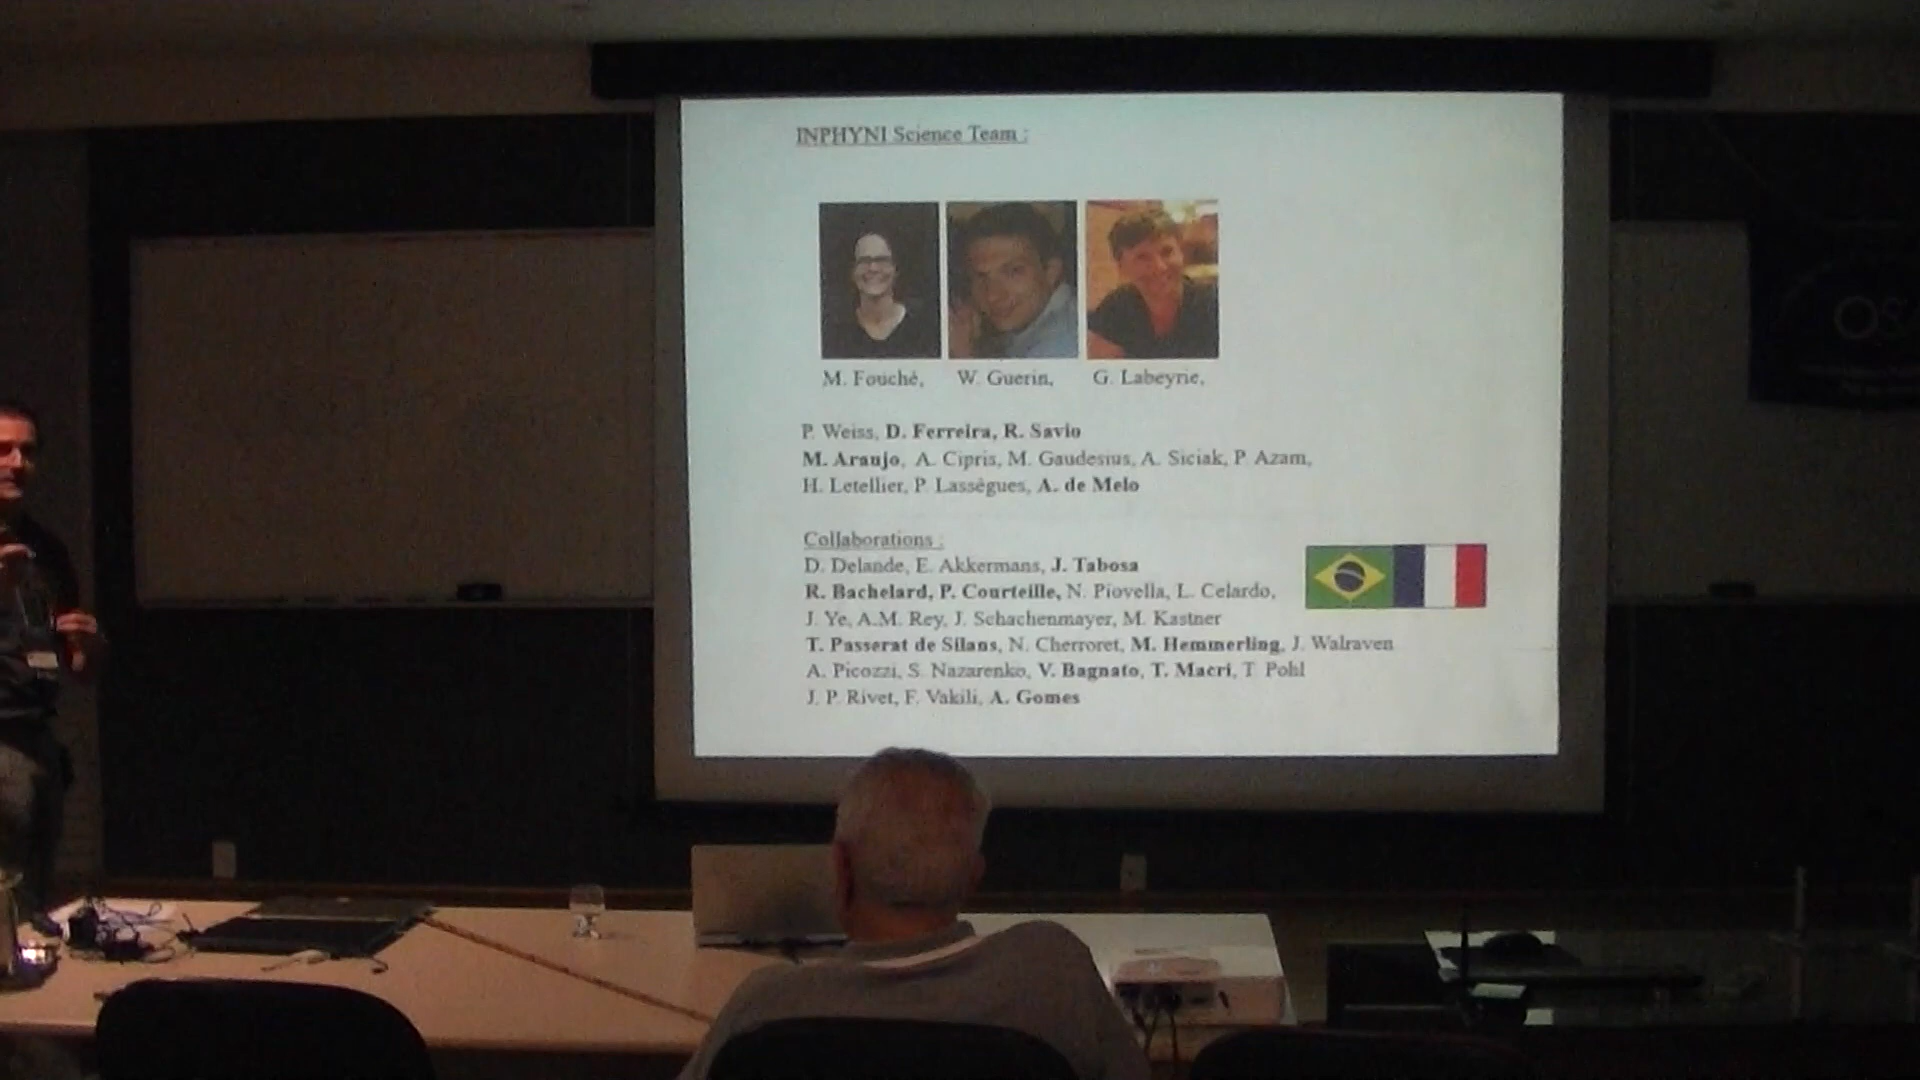 INPHYNI Science Team :
M. Fouché, W. Guerin, G. Labeyrie,
P. Weiss, D. Ferreira, R. Savio
M. Araujo, A. Cipris, M. Gaudesius, A. Siciak, P. Azam,
H. Letellier, P. Lassègues, A. de Melo
Collaborations :
D. Delande, E. Akkermans, J. Tabosa
R. Bachelard, P. Courteille, N. Piovella, L. Celardo,
J. Ye, A.M. Rey, J. Schachenmayer, M. Kastner
T. Passerat de Silans, N. Cherroret, M. Hemmerling, J. Walraven
A. Picozzi, S. Nazarenko, V. Bagnato, T. Macri, T. Pohl
J. P. Rivet, F. Vakili, A. Gomes